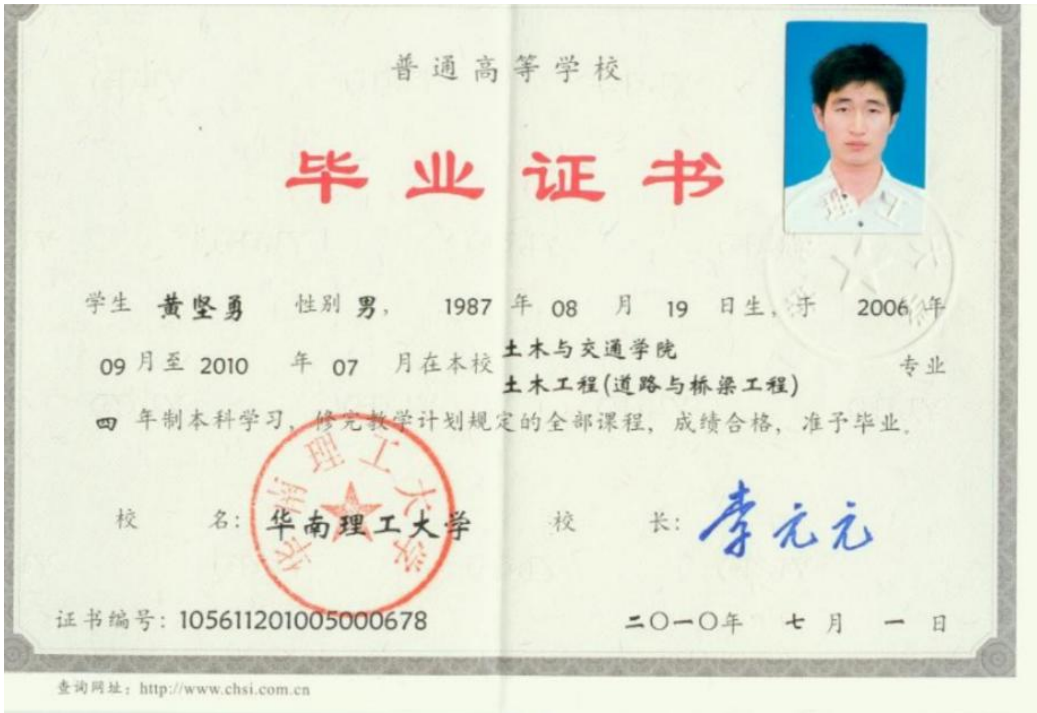 普通高等学校
毕业证书
学生 黄坚勇 性别 男， 1987 年 08 月 19 日生，于 2006 年
09 月至 2010 年 07 月在本校 土木与交通学院
土木工程(道路与桥梁工程) 专业
四 年制本科学习，修完教学计划规定的全部课程，成绩合格，准予毕业。
华南理工大学
校 名：华南理工大学 校 长：李元元
证书编号：105611201005000678 二〇一〇年 七 月 一 日
查询网址：http://www.chsi.com.cn